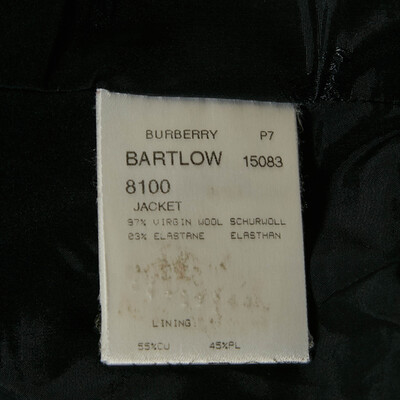 BURBERRY P7
BARTLOW 15083
8100
JACKET
97% VIRGIN WOOL SCHURWOLL
03% ELASTANE ELASTHAN
LINING
55%CU 45%PL